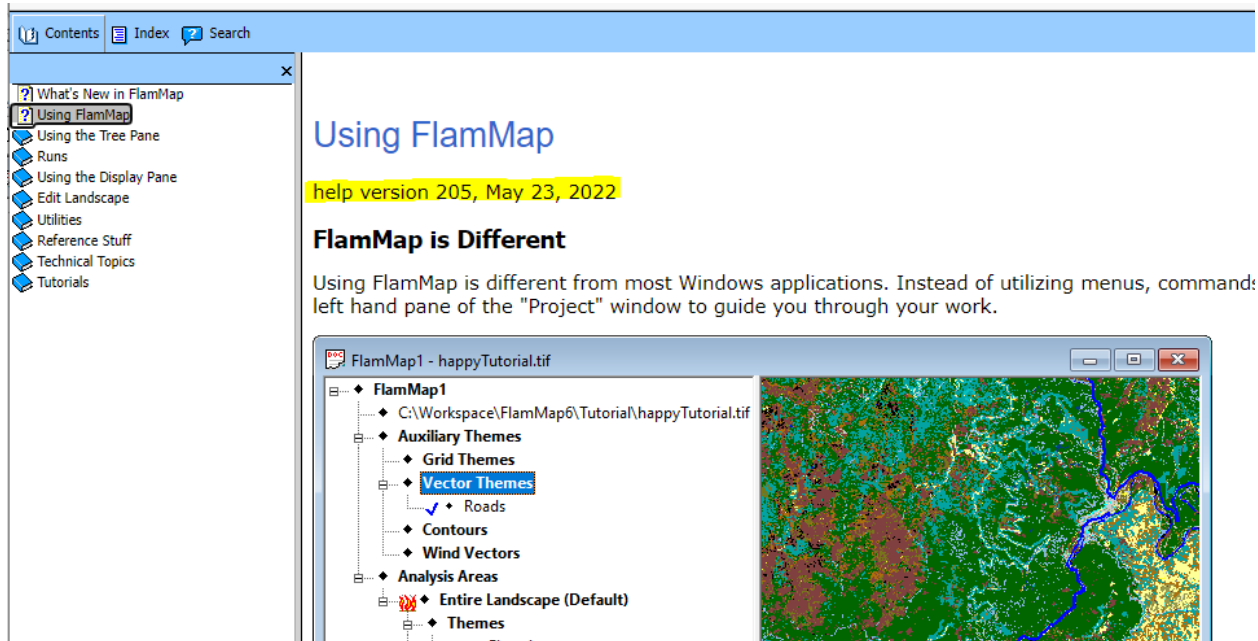 Contents Index Search
What's New in FlamMap
Using FlamMap
Using the Tree Pane
Runs
Using the Display Pane
Edit Landscape
Utilities
Reference Stuff
Technical Topics
Tutorials
Using FlamMap
help version 205, May 23, 2022
FlamMap is Different
Using FlamMap is different from most Windows applications. Instead of utilizing menus, commands
left hand pane of the "Project" window to guide you through your work.
FlamMap1 - happyTutorial.tif
FlamMap1
C:\Workspace\FlamMap6\Tutorial\happyTutorial.tif
Auxiliary Themes
Grid Themes
Vector Themes
Roads
Contours
Wind Vectors
Analysis Areas
Entire Landscape (Default)
Themes